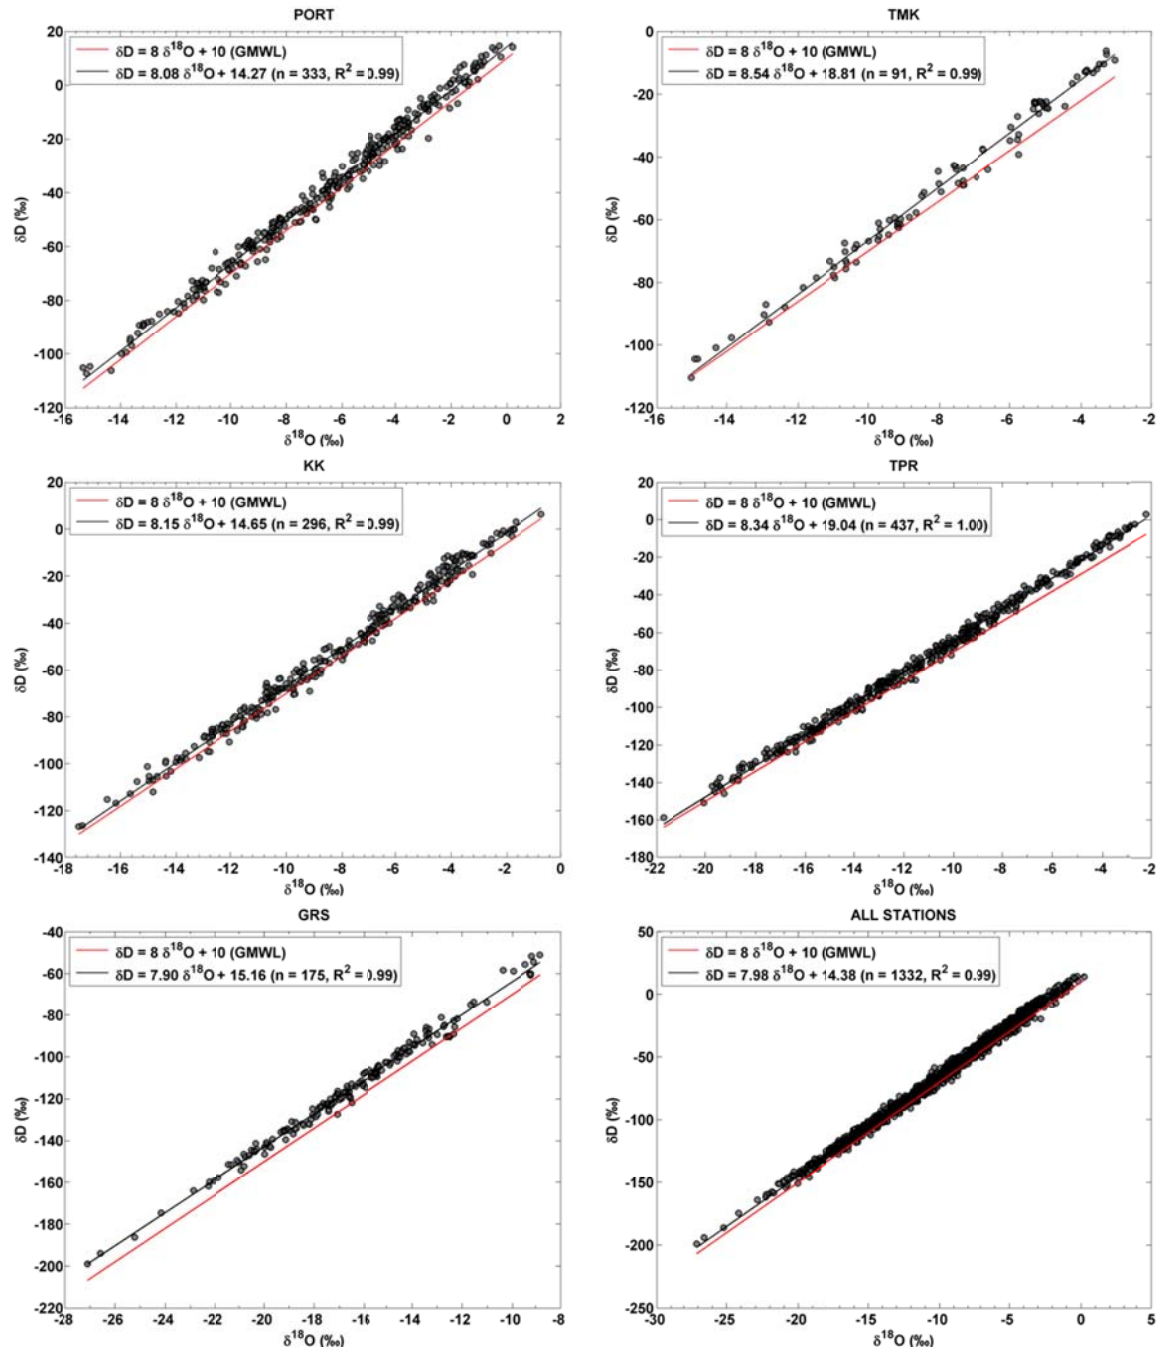 PORT
δD = 8 δ18O + 10 (GMWL)
δD = 8.08 δ18O + 14.27 (n = 333, R2 = 0.99)
20
0
-20
-40
-60
-80
-100
-120
δD (‰)
-16 -14 -12 -10 -8 -6 -4 -2 0 2
δ18O (‰)
TMK
δD = 8 δ18O + 10 (GMWL)
δD = 8.54 δ18O + 18.81 (n = 91, R2 = 0.99)
0
-20
-40
-60
-80
-100
-120
δD (‰)
-16 -14 -12 -10 -8 -6 -4 -2
δ18O (‰)
KK
δD = 8 δ18O + 10 (GMWL)
δD = 8.15 δ18O + 14.65 (n = 296, R2 = 0.99)
20
0
-20
-40
-60
-80
-100
-120
-140
δD (‰)
-18 -16 -14 -12 -10 -8 -6 -4 -2 0
δ18O (‰)
TPR
δD = 8 δ18O + 10 (GMWL)
δD = 8.34 δ18O + 19.04 (n = 437, R2 = 1.00)
20
0
-20
-40
-60
-80
-100
-120
-140
-160
-180
δD (‰)
-22 -20 -18 -16 -14 -12 -10 -8 -6 -4 -2
δ18O (‰)
GRS
δD = 8 δ18O + 10 (GMWL)
δD = 7.90 δ18O + 15.16 (n = 175, R2 = 0.99)
-40
-60
-80
-100
-120
-140
-160
-180
-200
-220
δD (‰)
-28 -26 -24 -22 -20 -18 -16 -14 -12 -10 -8
δ18O (‰)
ALL STATIONS
δD = 8 δ18O + 10 (GMWL)
δD = 7.98 δ18O + 14.38 (n = 1332, R2 = 0.99)
50
0
-50
-100
-150
-200
-250
δD (‰)
-30 -25 -20 -15 -10 -5 0 5
δ18O (‰)